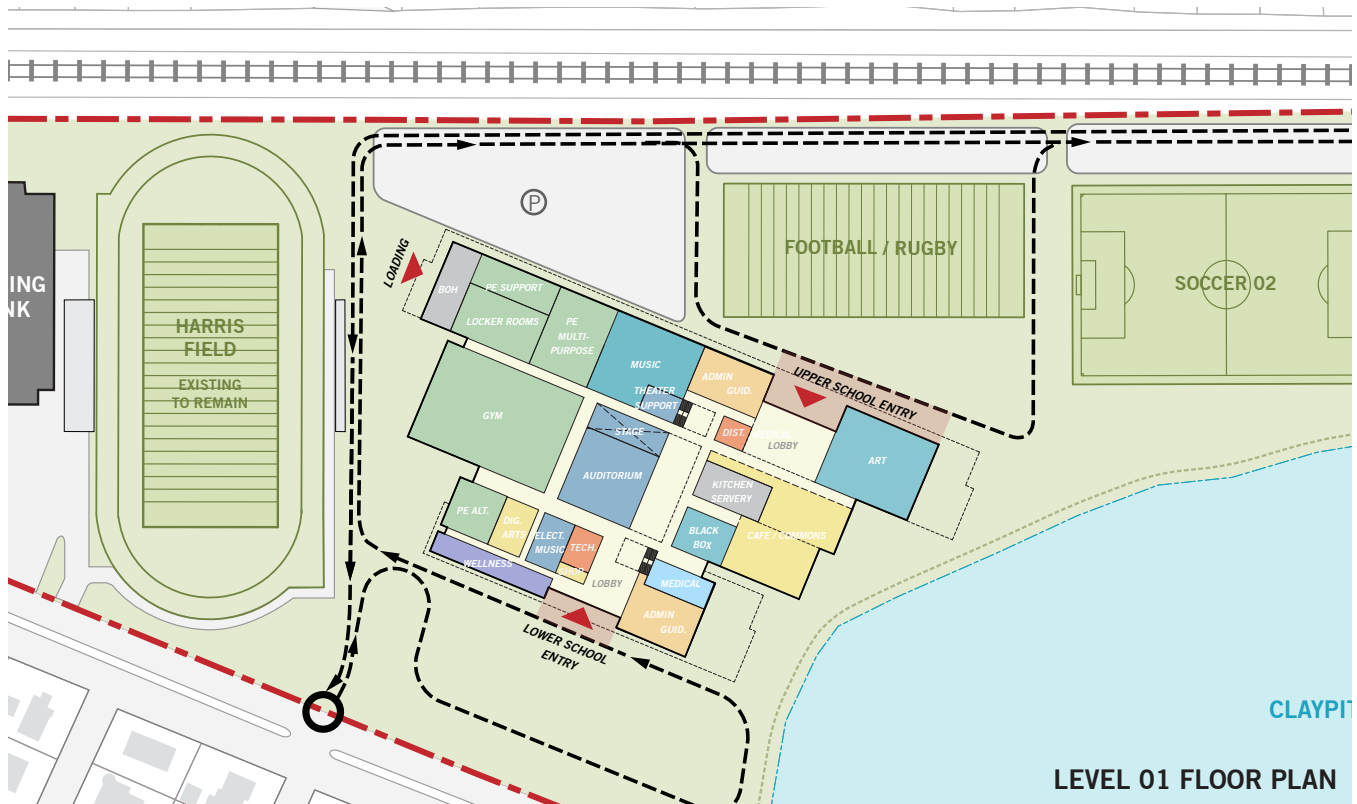 ING
NK
HARRIS
FIELD
EXISTING
TO REMAIN
P
LOADING
FOOTBALL / RUGBY
SOCCER 02
BOH
PE SUPPORT
LOCKER ROOMS
PE
MULTI-
PURPOSE
MUSIC
THEATER
SUPPORT
ADMIN
GUID.
UPPER SCHOOL ENTRY
GYM
STAGE
AUDITORIUM
DIST.
LOBBY
ART
KITCHEN
SERVERY
CAFE / COMMONS
BLACK
BOX
PE ALT.
DIG.
ARTS
ELECT.
MUSIC
TECH.
WELLNESS
LOBBY
MEDICAL
ADMIN
GUID.
LOWER SCHOOL
ENTRY
CLAYPIT
LEVEL 01 FLOOR PLAN